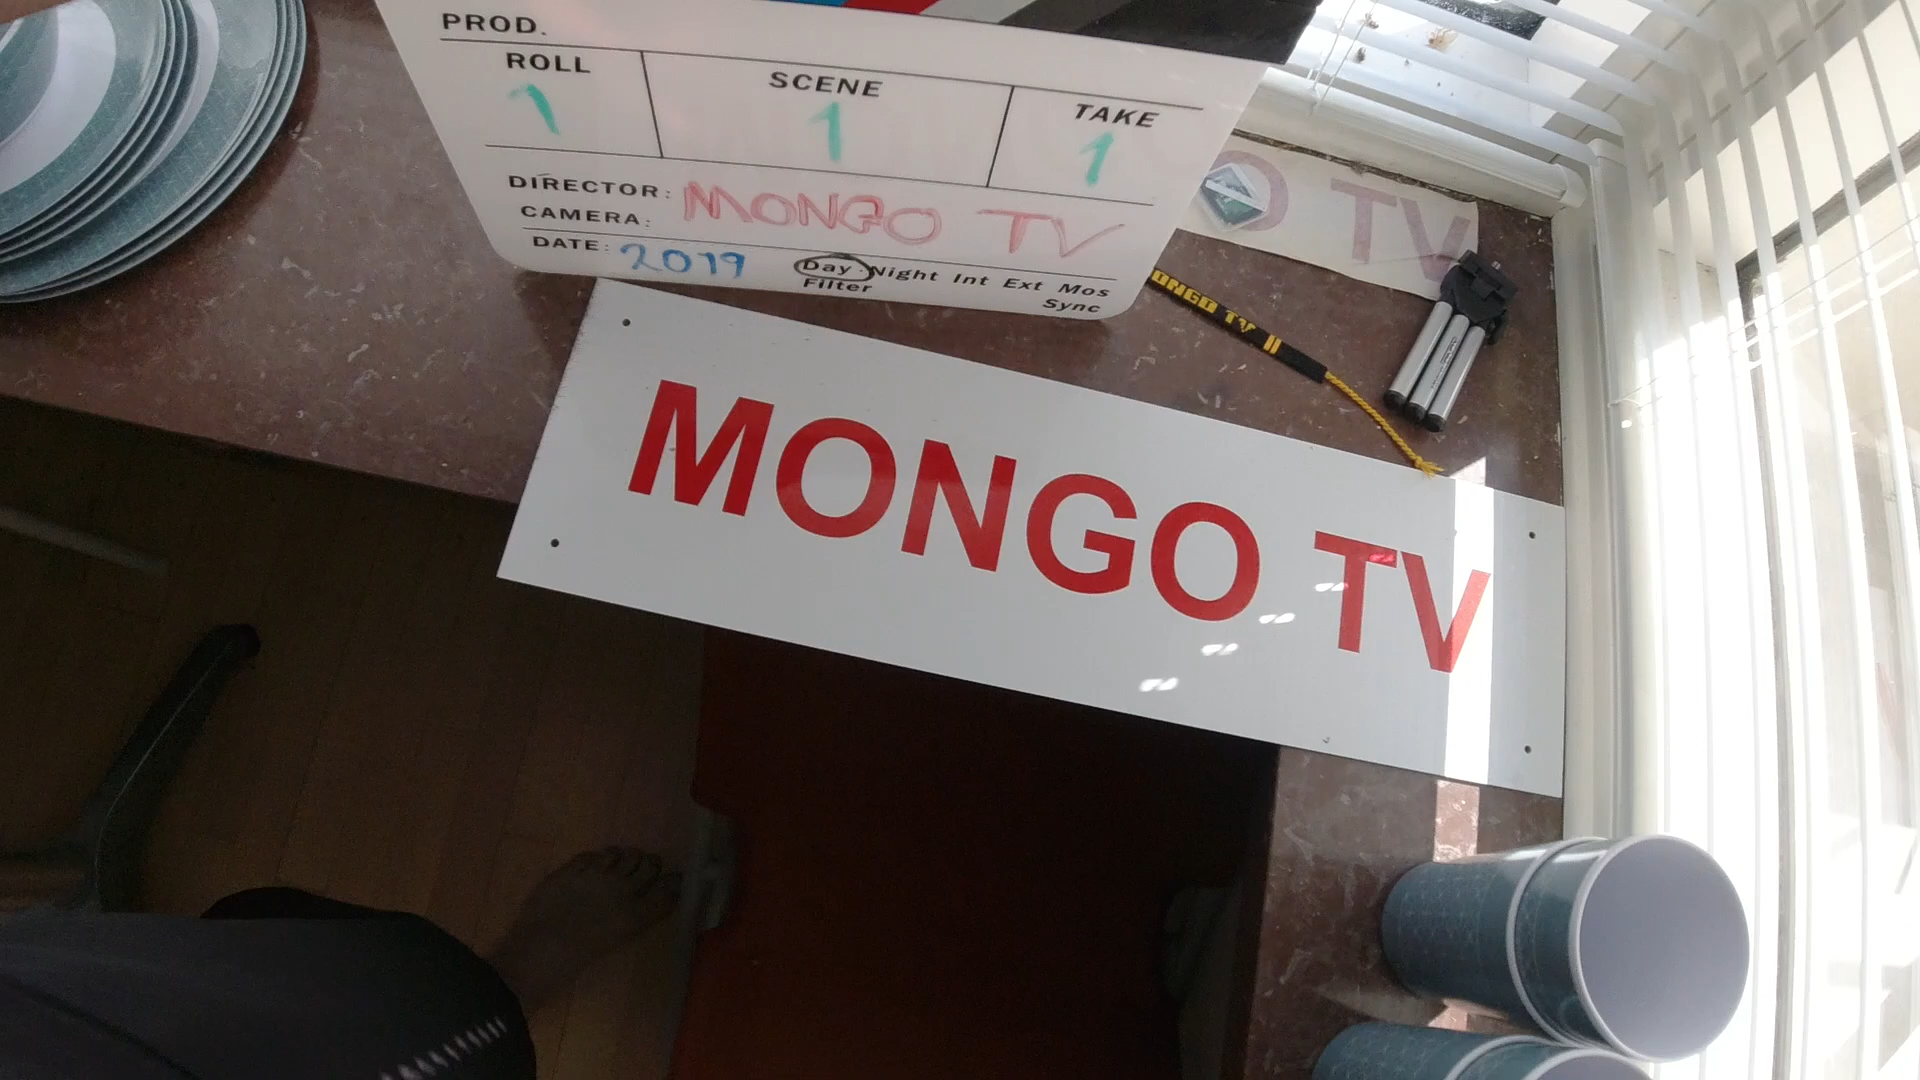 PROD.
ROLL SCENE TAKE
1 1 1
DIRECTOR: MONGO TV
CAMERA:
DATE: 2019 Day · Night Int Ext Mos
Filter Sync
O TV
ONGO TV
MONGO TV